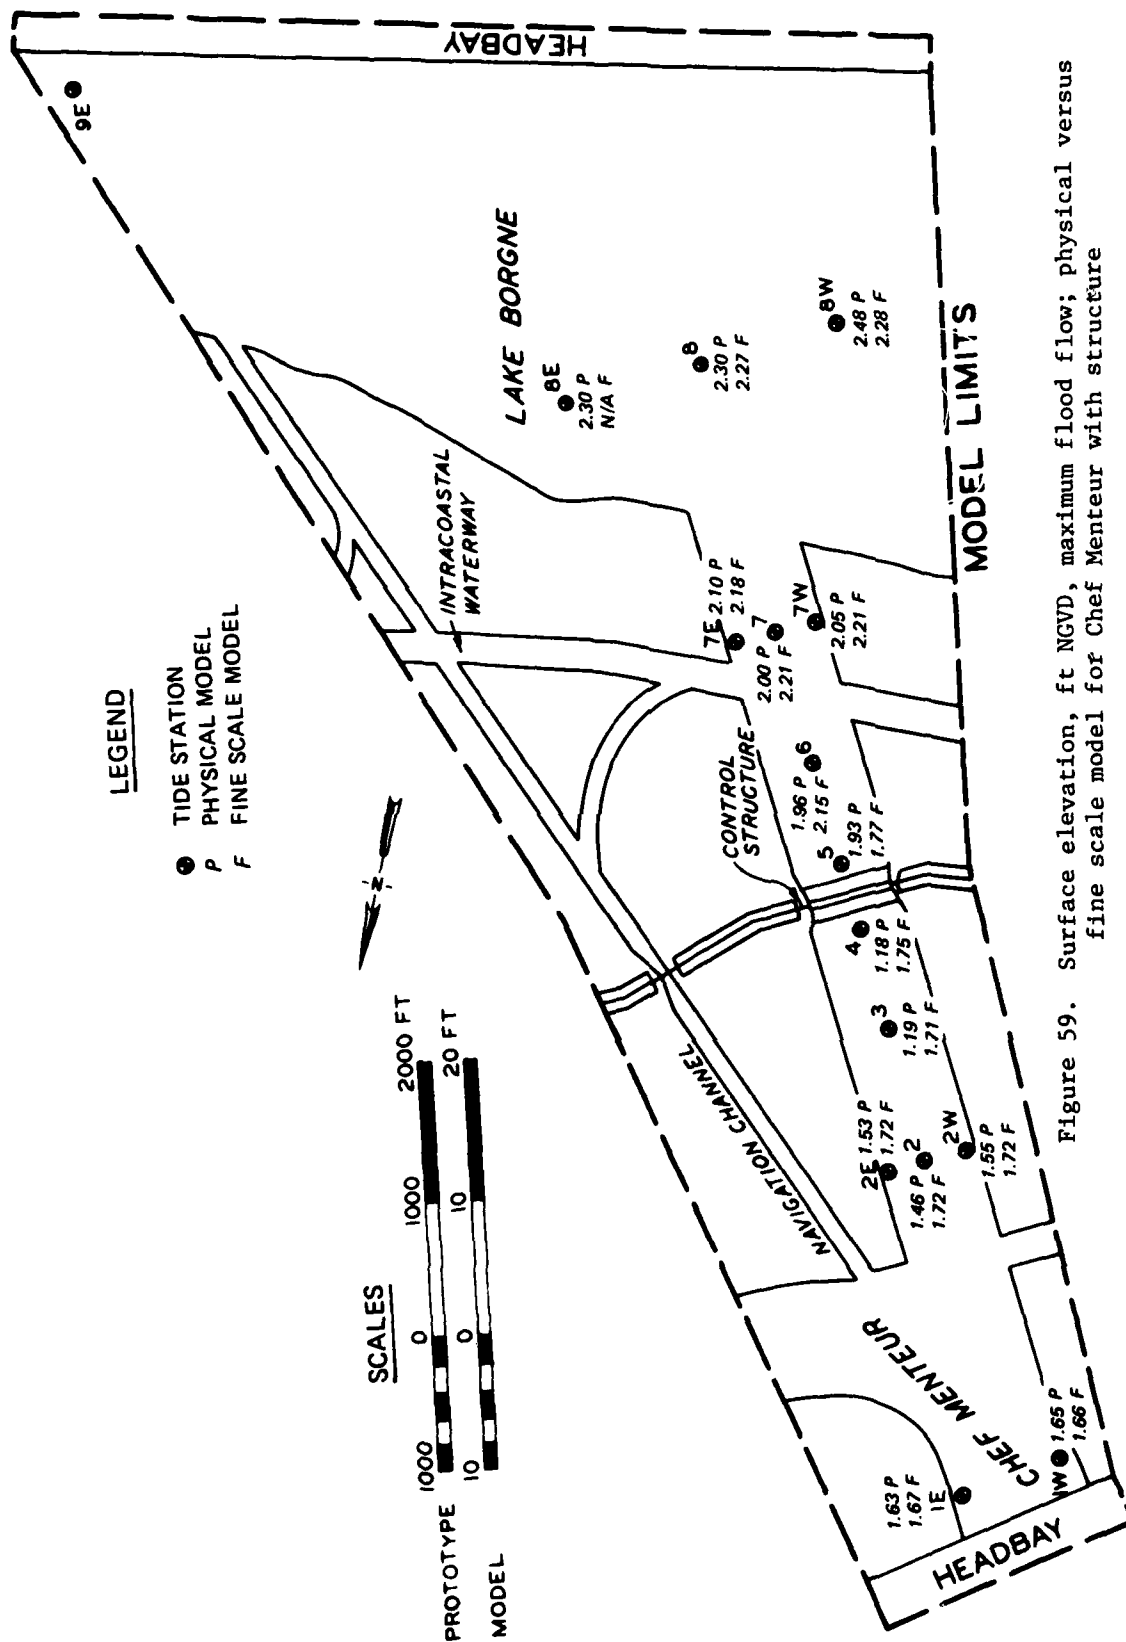 HEADBAY
9E
LAKE BORGNE
8E
2.30 P
N/A F
8
2.30 P
2.27 F
8W
2.48 P
2.28 F
MODEL LIMITS
INTRACOASTAL
WATERWAY
7E 2.10 P
2.18 F
7
2.00 P
2.21 F
7W
2.05 P
2.21 F
CONTROL
STRUCTURE
6
1.96 P
2.15 F
5
1.93 P
1.77 F
4
1.18 P
1.75 F
3
1.19 P
1.71 F
NAVIGATION CHANNEL
2E 1.53 P
1.72 F
2
1.46 P
1.72 F
2W
1.55 P
1.72 F
CHEF MENTEUR
1.63 P
1.67 F
1E
1W
1.65 P
1.66 F
HEADBAY
LEGEND
TIDE STATION
P PHYSICAL MODEL
F FINE SCALE MODEL
N
SCALES
PROTOTYPE 1000 0 1000 2000 FT
MODEL 10 0 10 20 FT
Figure 59. Surface elevation, ft NGVD, maximum flood flow; physical versus
fine scale model for Chef Menteur with structure